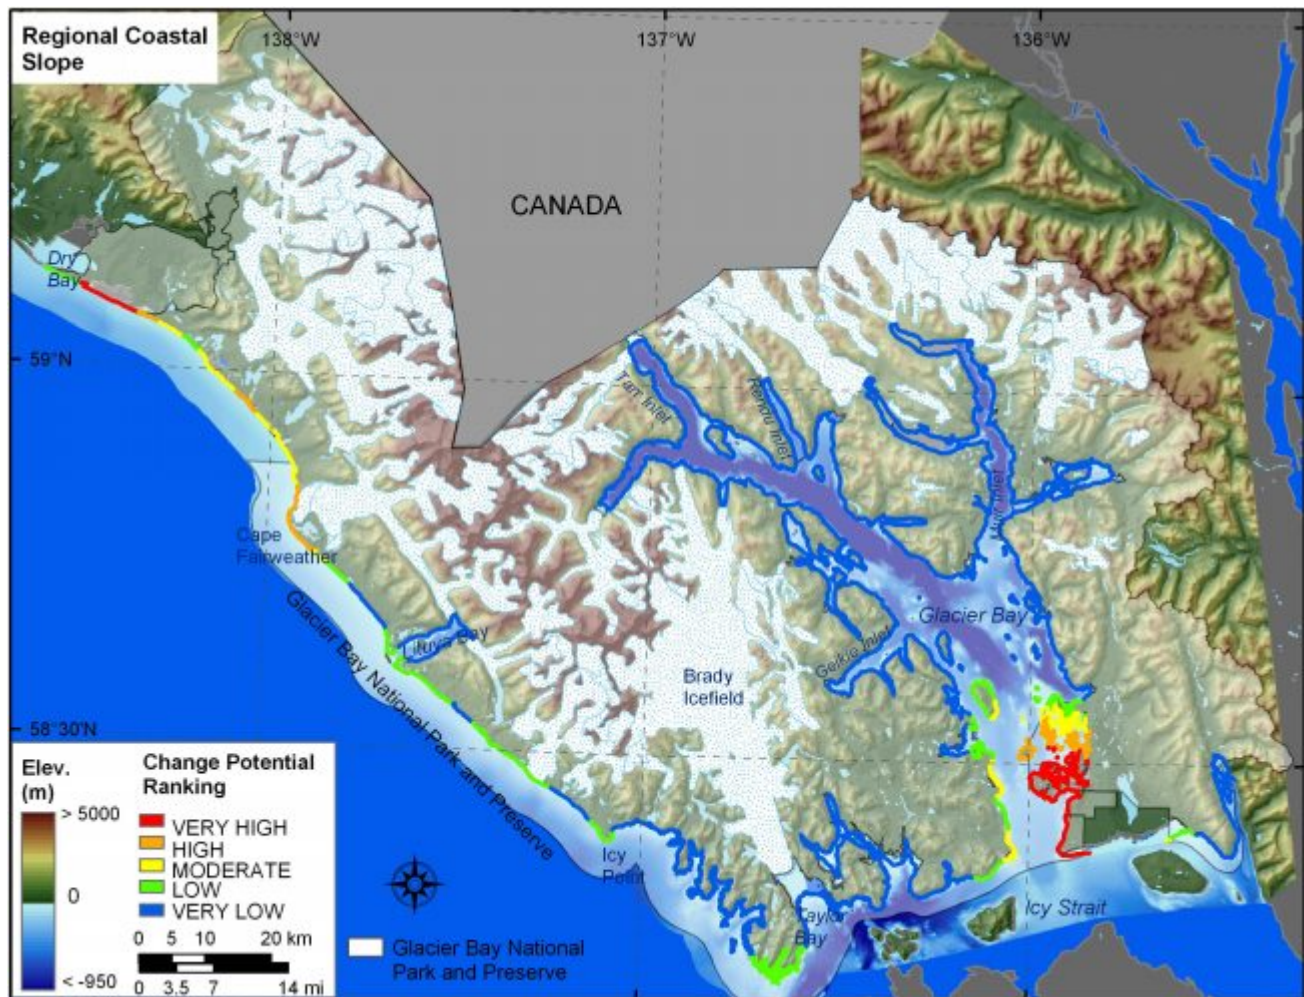 Regional Coastal
Slope
138°W
137°W
136°W
CANADA
Dry
Bay
59°N
Tarr Inlet
Rendu Inlet
Muir Inlet
Cape
Fairweather
Glacier Bay
Lituya Bay
Geikie Inlet
Brady
Icefield
Glacier Bay National Park and Preserve
58°30'N
Icy
Point
Taylor
Bay
Icy Strait
Elev.
(m)
> 5000
0
< -950
Change Potential
Ranking
VERY HIGH
HIGH
MODERATE
LOW
VERY LOW
0 5 10 20 km
0 3.5 7 14 mi
Glacier Bay National
Park and Preserve